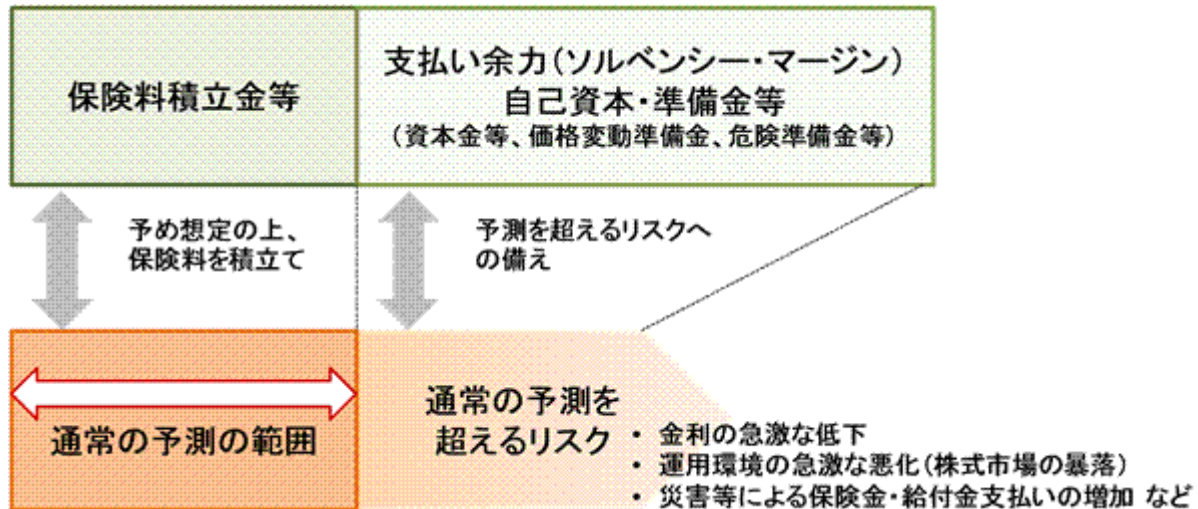 保険料積立金等
支払い余力(ソルベンシー・マージン)
自己資本・準備金等
(資本金等、価格変動準備金、危険準備金等)
予め想定の上、
保険料を積立て
予測を超えるリスクへ
の備え
通常の予測の範囲
通常の予測を
超えるリスク
• 金利の急激な低下
• 運用環境の急激な悪化(株式市場の暴落)
• 災害等による保険金・給付金支払いの増加 など